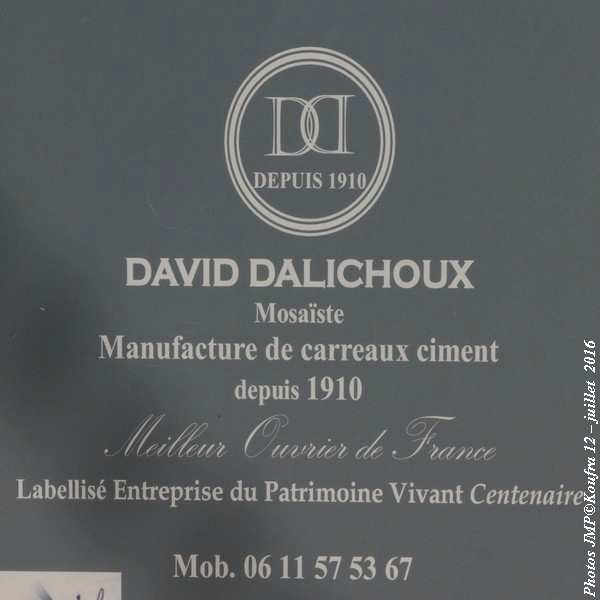 DD
DEPUIS 1910
DAVID DALICHOUX
Mosaïste
Manufacture de carreaux ciment
depuis 1910
Meilleur Ouvrier de France
Labellisé Entreprise du Patrimoine Vivant Centenaire
Mob. 06 11 57 53 67
Photos JMP©Koufra 12 – juillet 2016